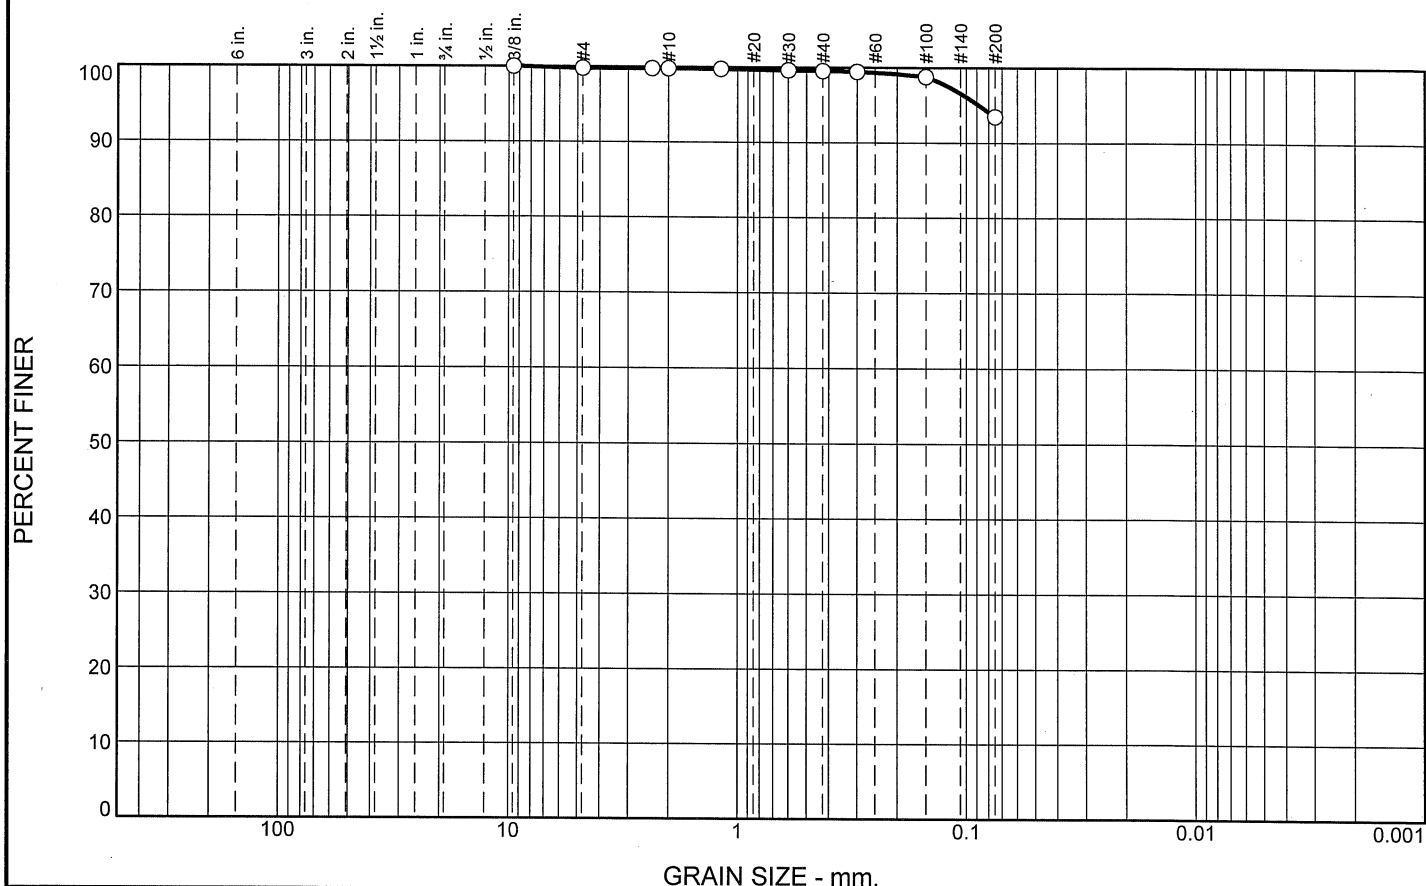 6 in.
3 in.
2 in.
1½ in.
1 in.
¾ in.
½ in.
3/8 in.
#4
#10
#20
#30
#40
#60
#100
#140
#200
100
90
80
70
60
50
40
30
20
10
0
PERCENT FINER
100 10 1 0.1 0.01 0.001
GRAIN SIZE - mm.